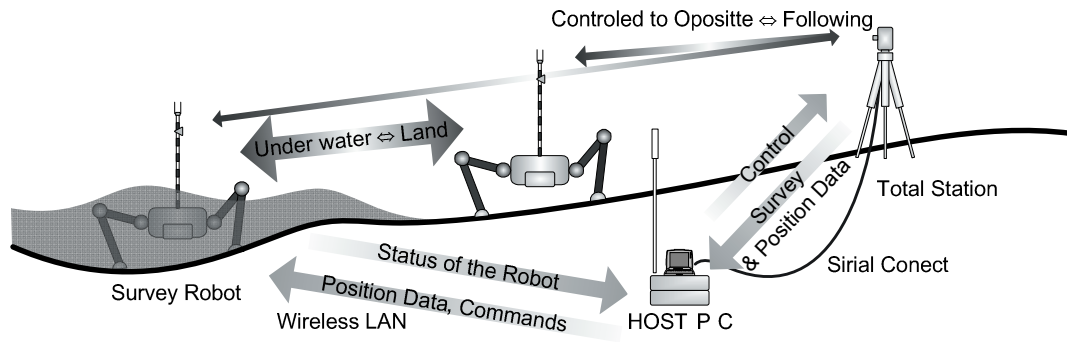 Controled to Opositte ⇔ Following
Under water ⇔ Land
Control
Survey
& Position Data
Total Station
Status of the Robot
Sirial Conect
Survey Robot
Position Data, Commands
Wireless LAN
HOST P C